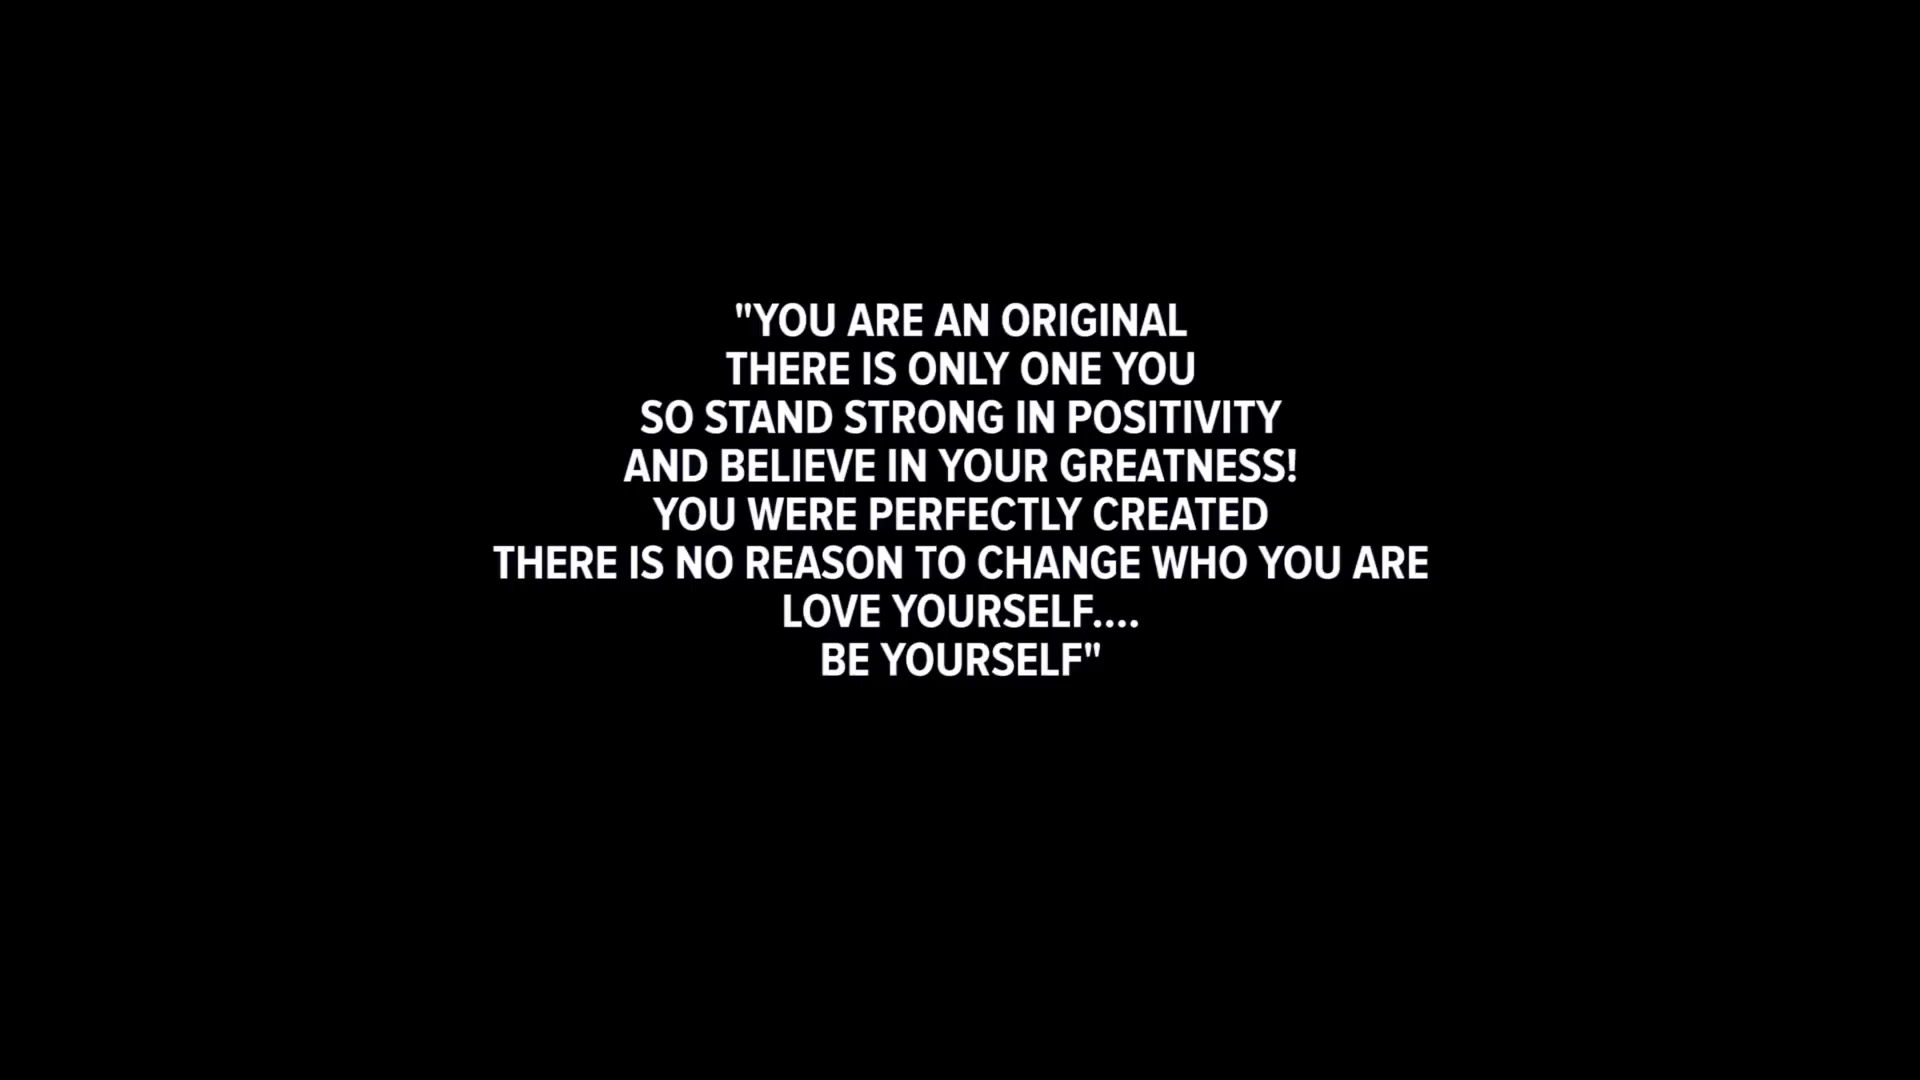 "YOU ARE AN ORIGINAL
THERE IS ONLY ONE YOU
SO STAND STRONG IN POSITIVITY
AND BELIEVE IN YOUR GREATNESS!
YOU WERE PERFECTLY CREATED
THERE IS NO REASON TO CHANGE WHO YOU ARE
LOVE YOURSELF....
BE YOURSELF"